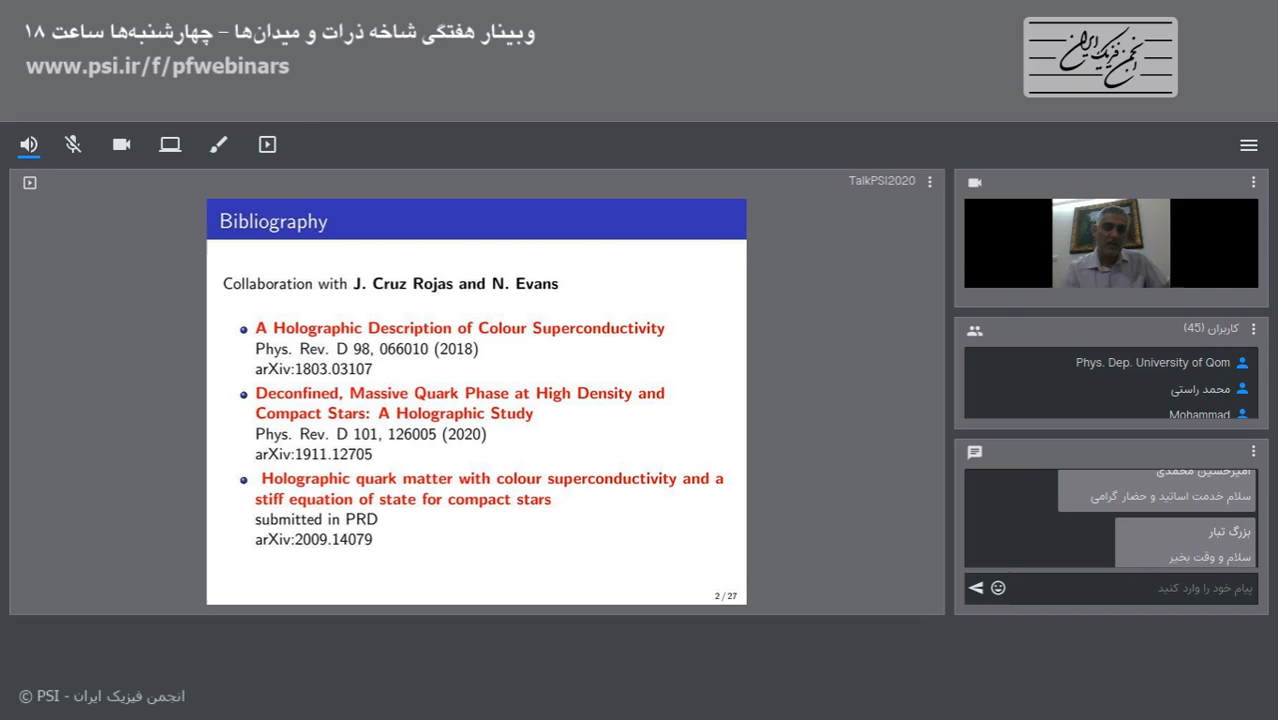 وبینار هفتگی شاخه ذرات و میدان‌ها – چهارشنبه‌ها ساعت ۱۸
www.psi.ir/f/pfwebinars
انجمن فیزیک ایران
TalkPSI2020
Bibliography
Collaboration with J. Cruz Rojas and N. Evans
A Holographic Description of Colour Superconductivity
Phys. Rev. D 98, 066010 (2018)
arXiv:1803.03107
Deconfined, Massive Quark Phase at High Density and
Compact Stars: A Holographic Study
Phys. Rev. D 101, 126005 (2020)
arXiv:1911.12705
Holographic quark matter with colour superconductivity and a
stiff equation of state for compact stars
submitted in PRD
arXiv:2009.14079
2 / 27
کاربران (45)
Phys. Dep. University of Qom
محمد راستی
Mohammad
امیرحسین محمدی
سلام خدمت اساتید و حضار گرامی
بزرگ تبار
سلام و وقت بخیر
پیام خود را وارد کنید
© PSI - انجمن فیزیک ایران